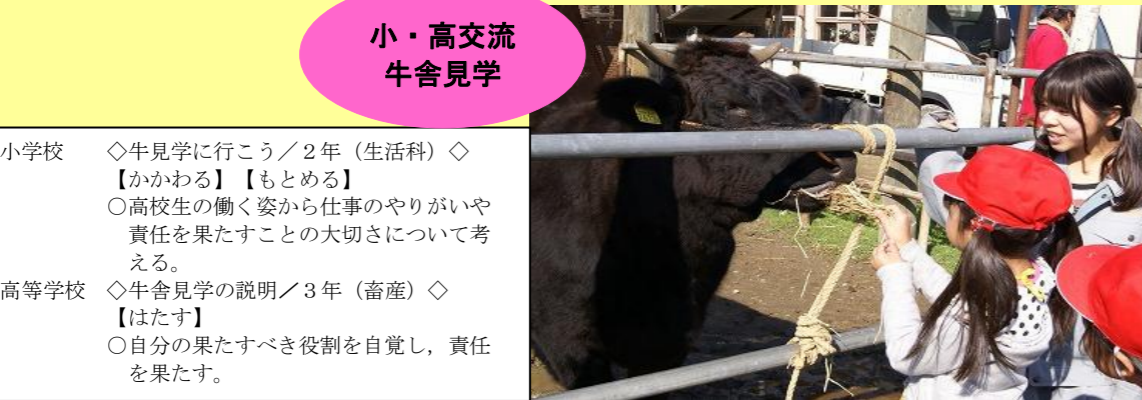 小・高交流
牛舎見学
小学校 ◇牛見学に行こう／２年（生活科）◇
【かかわる】【もとめる】
○高校生の働く姿から仕事のやりがいや
責任を果たすことの大切さについて考
える。
高等学校 ◇牛舎見学の説明／３年（畜産）◇
【はたす】
○自分の果たすべき役割を自覚し，責任
を果たす。